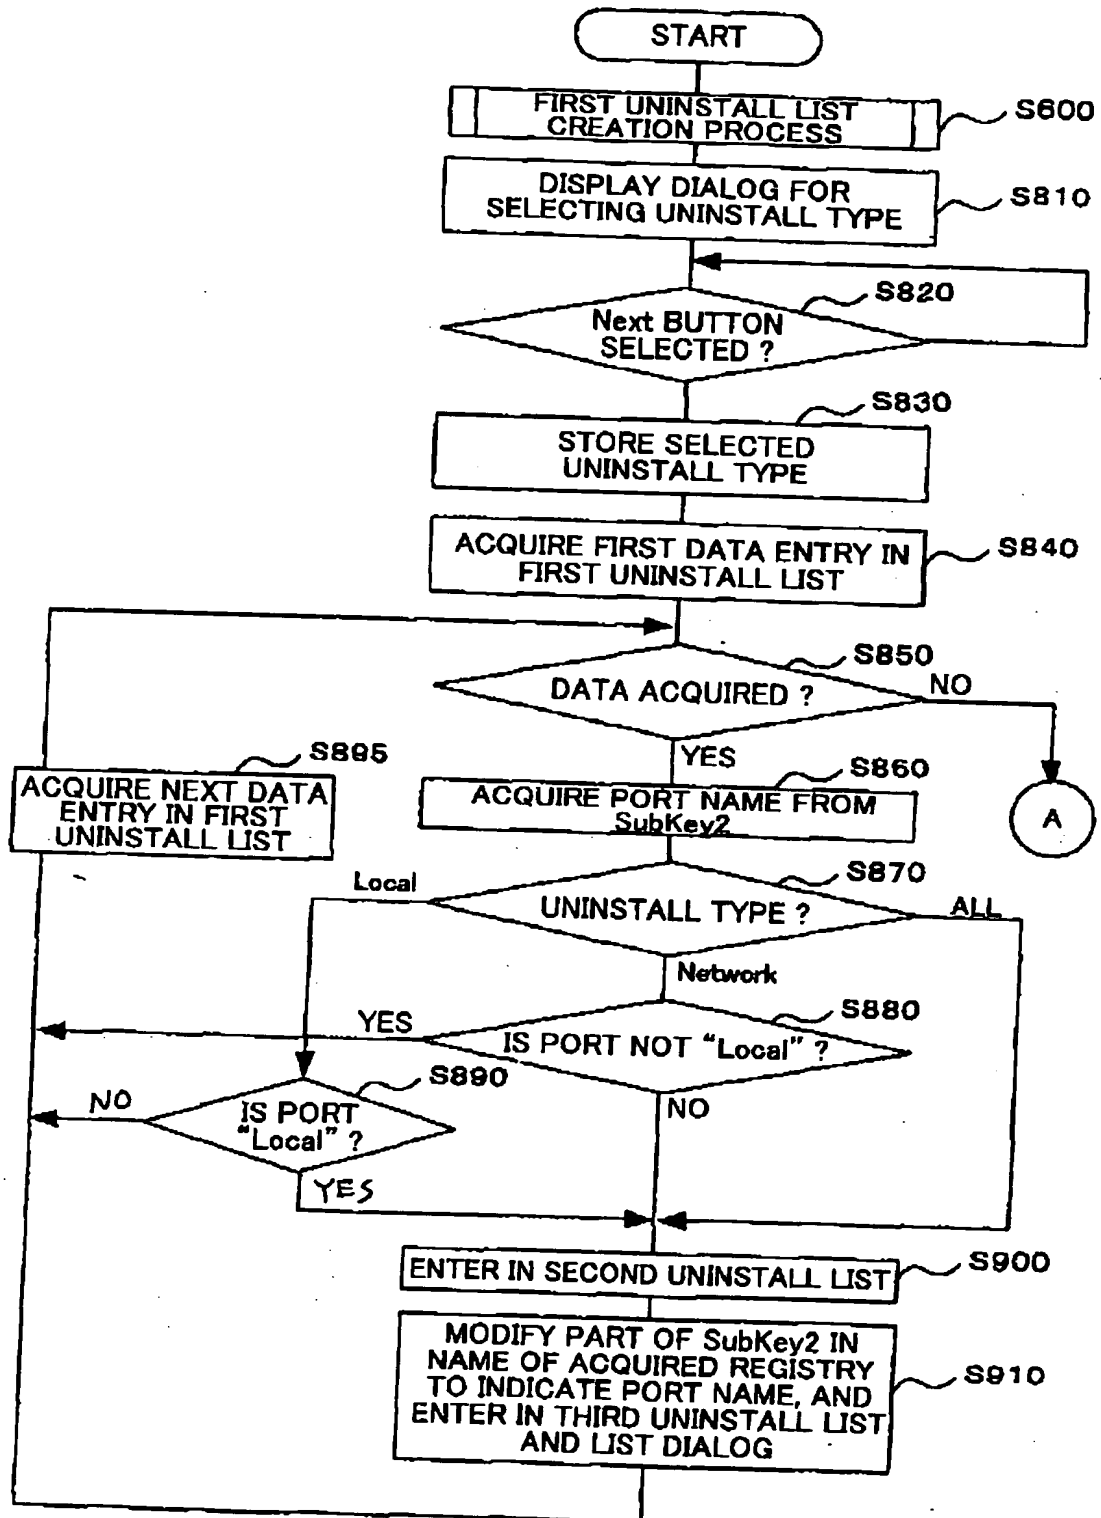 START
FIRST UNINSTALL LIST
CREATION PROCESS
S600
DISPLAY DIALOG FOR
SELECTING UNINSTALL TYPE
S810
S820
Next BUTTON
SELECTED ?
S830
STORE SELECTED
UNINSTALL TYPE
ACQUIRE FIRST DATA ENTRY IN
FIRST UNINSTALL LIST
S840
S850
DATA ACQUIRED ?
NO
YES
A
S895
ACQUIRE NEXT DATA
ENTRY IN FIRST
UNINSTALL LIST
S860
ACQUIRE PORT NAME FROM
SubKey2
S870
Local
UNINSTALL TYPE ?
ALL
Network
S880
YES
IS PORT NOT "Local" ?
NO
S890
NO
IS PORT
"Local" ?
YES
ENTER IN SECOND UNINSTALL LIST
S900
MODIFY PART OF SubKey2 IN
NAME OF ACQUIRED REGISTRY
TO INDICATE PORT NAME, AND
ENTER IN THIRD UNINSTALL LIST
AND LIST DIALOG
S910